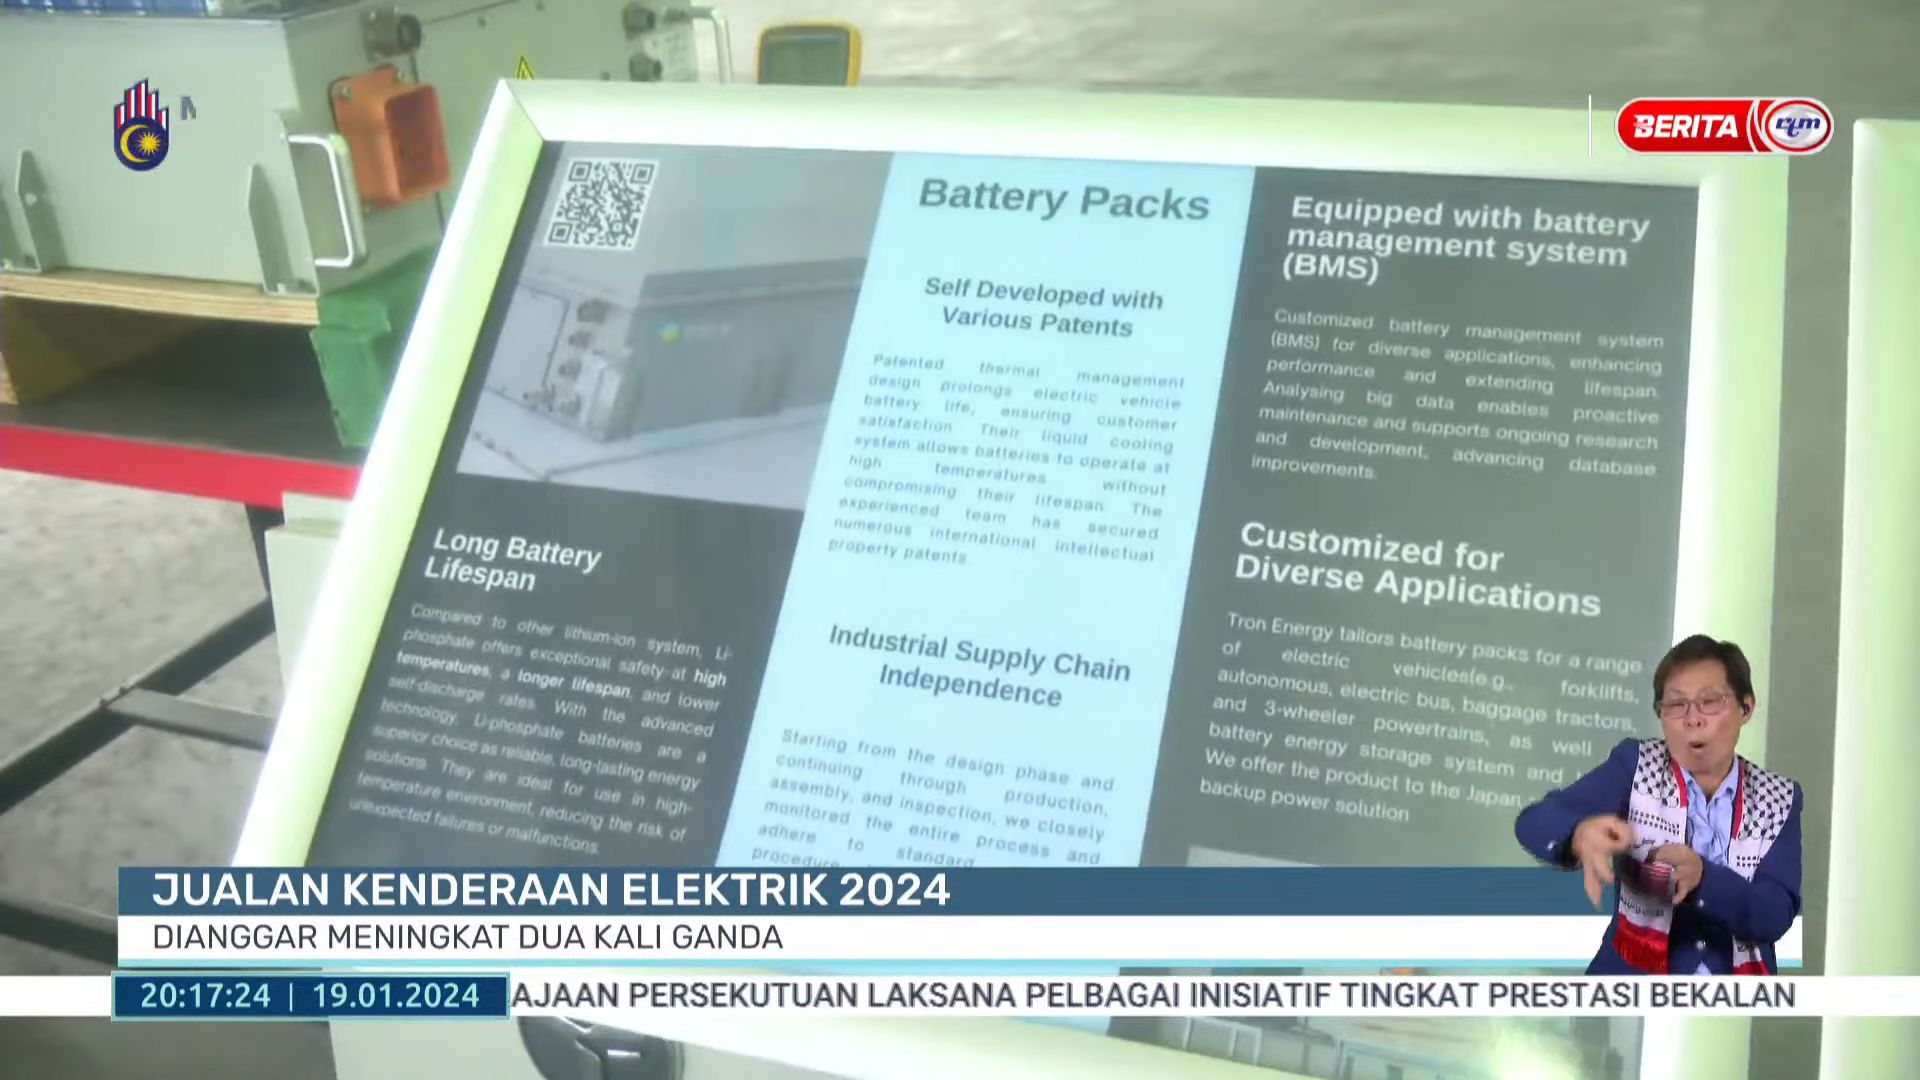 BERITA rtm
Battery Packs
Self Developed with
Various Patents
Patented thermal management
design prolongs electric vehicle
battery life, ensuring customer
satisfaction. Their liquid cooling
system allows batteries to operate at
high temperatures without
compromising their lifespan. The
experienced team has secured
numerous international intellectual
property patents.
Industrial Supply Chain
Independence
Starting from the design phase and
continuing through production,
assembly, and inspection, we closely
monitored the entire process and
adhere to standard
procedure
Equipped with battery
management system
(BMS)
Customized battery management system
(BMS) for diverse applications, enhancing
performance and extending lifespan.
Analysing big data enables proactive
maintenance and supports ongoing research
and development, advancing database
improvements.
Customized for
Diverse Applications
Tron Energy tailors battery packs for a range
of electric vehicles(e.g., forklifts,
autonomous, electric bus, baggage tractors,
and 3-wheeler powertrains, as well
battery energy storage system and
We offer the product to the Japan
backup power solution
Long Battery
Lifespan
Compared to other lithium-ion system, Li-
phosphate offers exceptional safety at high
temperatures, a longer lifespan, and lower
self-discharge rates. With the advanced
technology, Li-phosphate batteries are a
superior choice as reliable, long-lasting energy
solutions. They are ideal for use in high-
temperature environment, reducing the risk of
unexpected failures or malfunctions.
JUALAN KENDERAAN ELEKTRIK 2024
DIANGGAR MENINGKAT DUA KALI GANDA
20:17:24 | 19.01.2024 AJAAN PERSEKUTUAN LAKSANA PELBAGAI INISIATIF TINGKAT PRESTASI BEKALAN